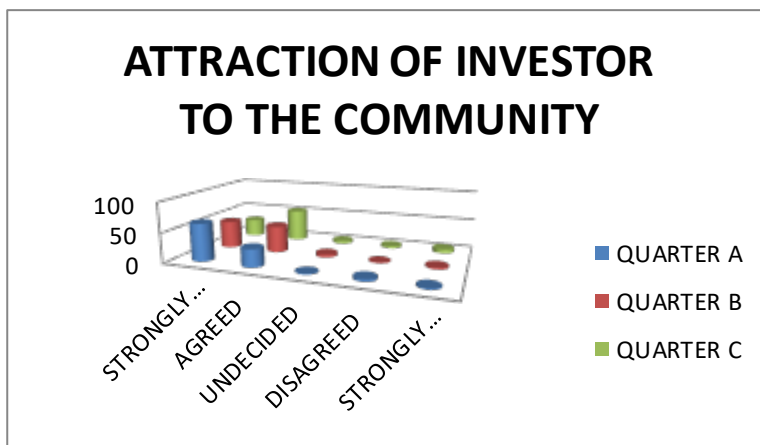 ATTRACTION OF INVESTOR
TO THE COMMUNITY
100
50
0
STRONGLY...
AGREED
UNDECIDED
DISAGREED
STRONGLY...
QUARTER A
QUARTER B
QUARTER C